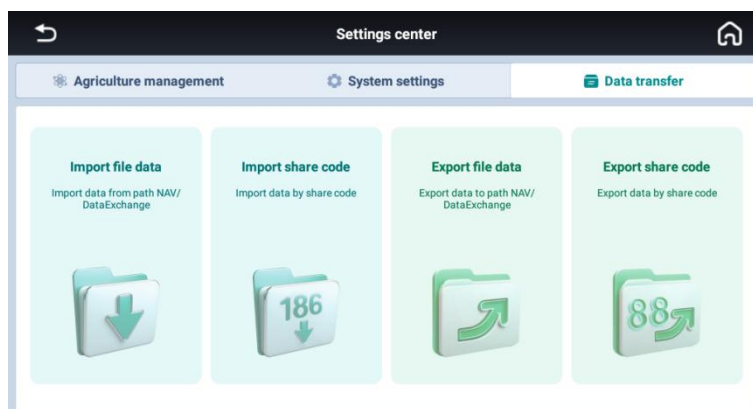 Settings center
Agriculture management
System settings
Data transfer
Import file data
Import data from path NAV/
DataExchange
Import share code
Import data by share code
186
Export file data
Export data to path NAV/
DataExchange
Export share code
Export data by share code
88